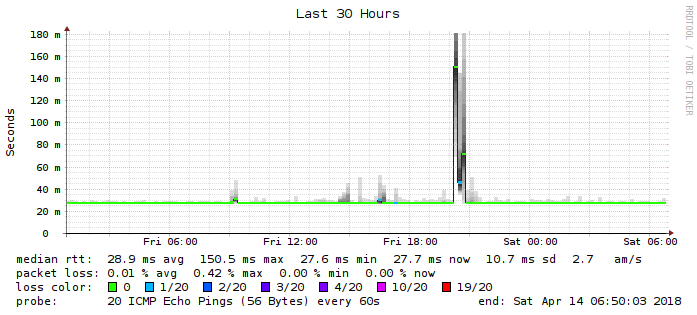 Last 30 Hours
RRDTOOL / TOBI OETIKER
Seconds
180 m
160 m
140 m
120 m
100 m
80 m
60 m
40 m
20 m
0
Fri 06:00 Fri 12:00 Fri 18:00 Sat 00:00 Sat 06:00
median rtt: 28.9 ms avg 150.5 ms max 27.6 ms min 27.7 ms now 10.7 ms sd 2.7 am/s
packet loss: 0.01 % avg 0.42 % max 0.00 % min 0.00 % now
loss color: 0 1/20 2/20 3/20 4/20 10/20 19/20
probe: 20 ICMP Echo Pings (56 Bytes) every 60s end: Sat Apr 14 06:50:03 2018